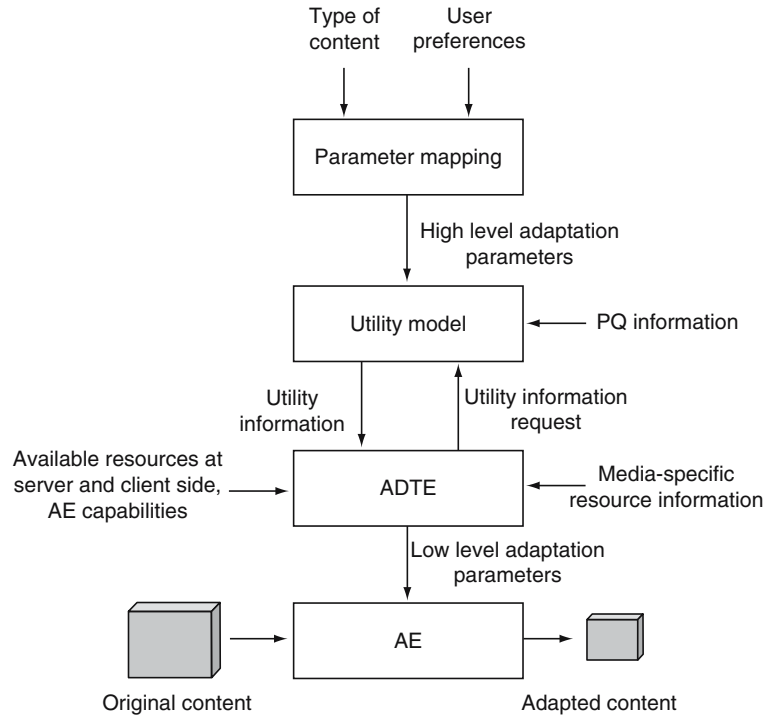 Type of
content
User
preferences
Parameter mapping
High level adaptation
parameters
Utility model
PQ information
Utility
information
Utility information
request
Available resources at
server and client side,
AE capabilities
ADTE
Media-specific
resource information
Low level adaptation
parameters
AE
Original content
Adapted content